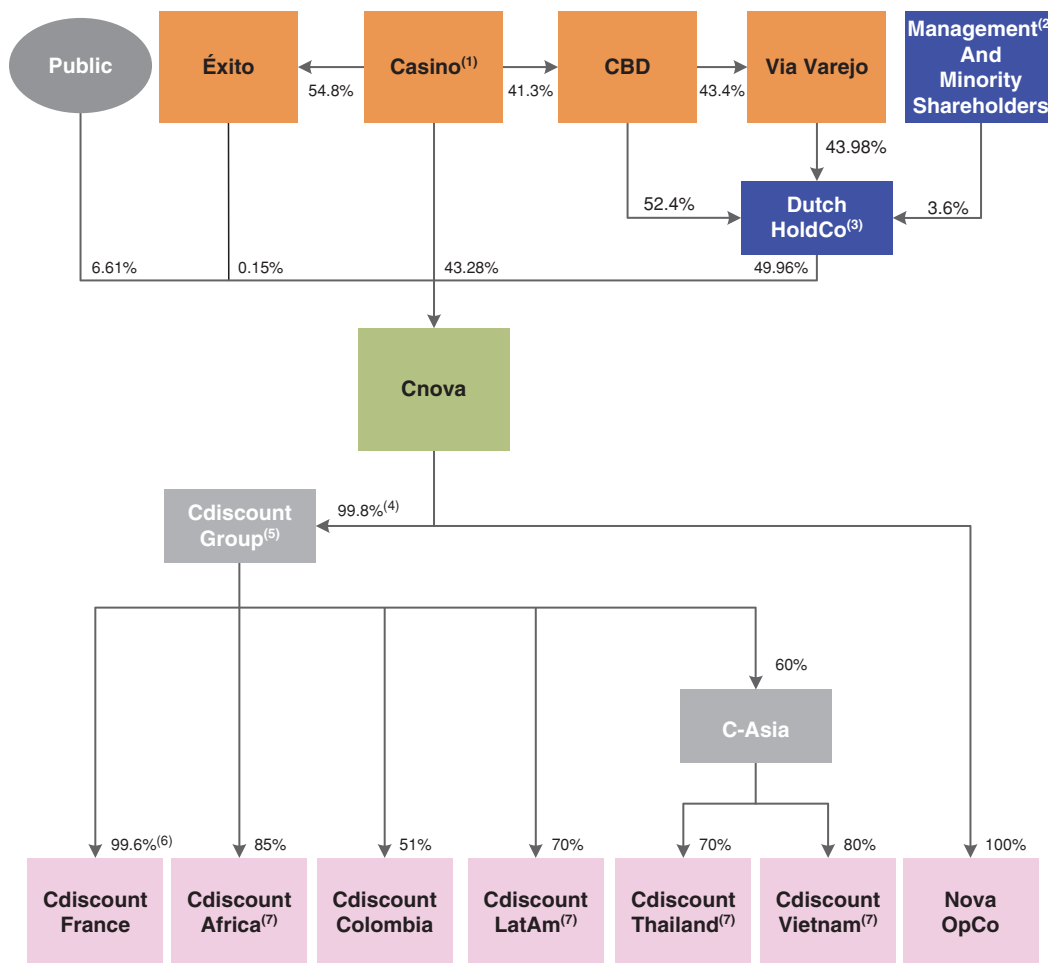 Public
Éxito
Casino(1)
CBD
Via Varejo
Management(2
And
Minority
Shareholders
54.8%
41.3%
43.4%
43.98%
52.4%
Dutch
HoldCo(3)
3.6%
6.61%
0.15%
43.28%
49.96%
Cnova
Cdiscount
Group(5)
99.8%(4)
60%
C-Asia
99.6%(6)
85%
51%
70%
70%
80%
100%
Cdiscount
France
Cdiscount
Africa(7)
Cdiscount
Colombia
Cdiscount
LatAm(7)
Cdiscount
Thailand(7)
Cdiscount
Vietnam(7)
Nova
OpCo